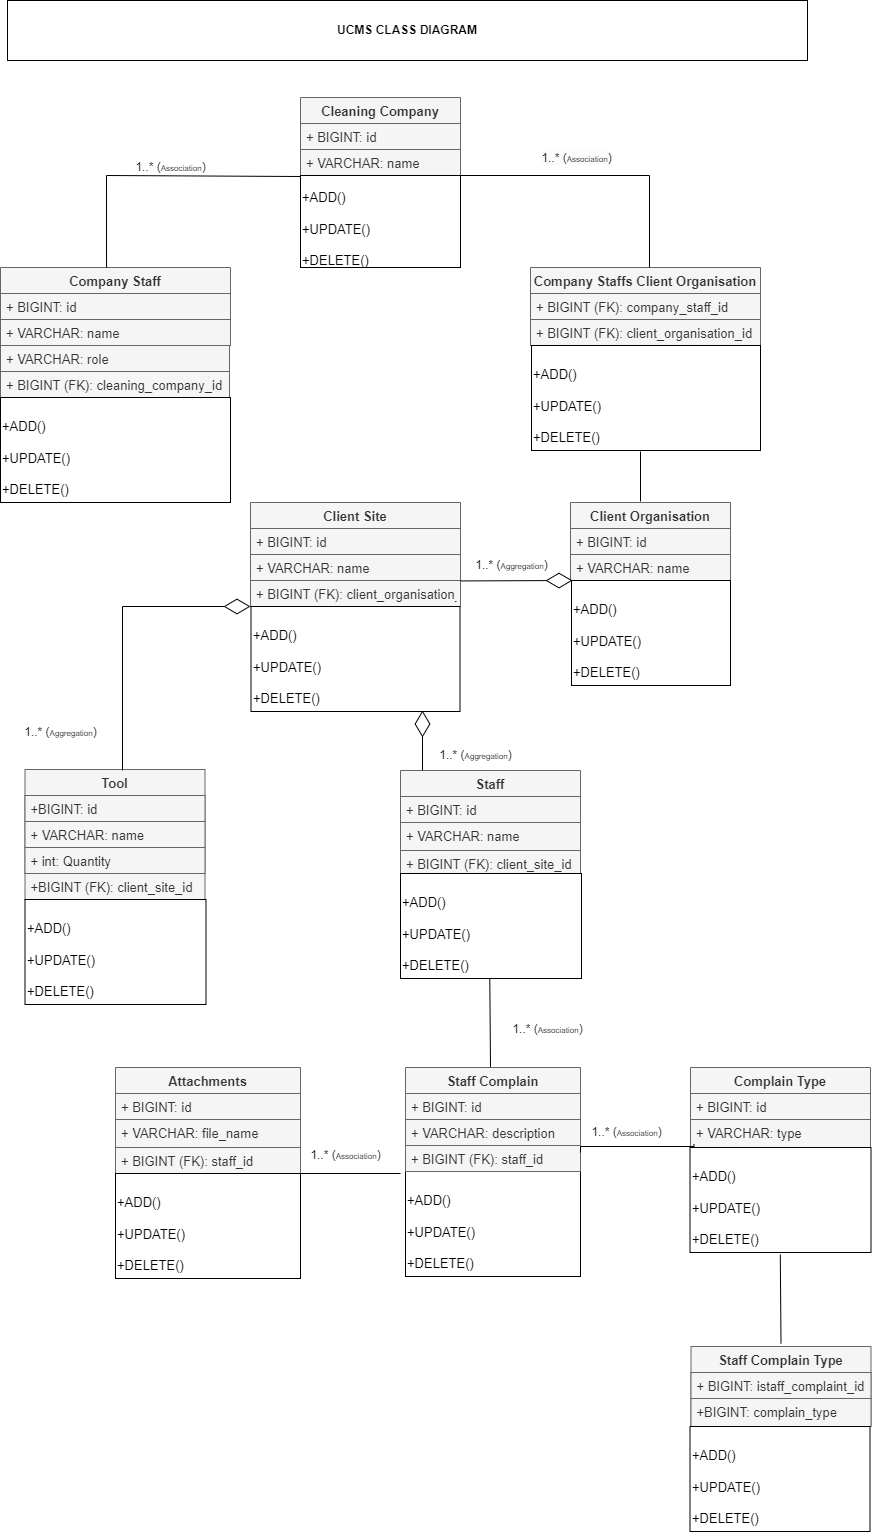 UCMS CLASS DIAGRAM
Cleaning Company
+ BIGINT: id
+ VARCHAR: name
+ADD()
+UPDATE()
+DELETE()
1..* (Association)
1..* (Association)
Company Staff
+ BIGINT: id
+ VARCHAR: name
+ VARCHAR: role
+ BIGINT (FK): cleaning_company_id
+ADD()
+UPDATE()
+DELETE()
Company Staffs Client Organisation
+ BIGINT (FK): company_staff_id
+ BIGINT (FK): client_organisation_id
+ADD()
+UPDATE()
+DELETE()
Client Site
+ BIGINT: id
+ VARCHAR: name
+ BIGINT (FK): client_organisation_
+ADD()
+UPDATE()
+DELETE()
1..* (Aggregation)
Client Organisation
+ BIGINT: id
+ VARCHAR: name
+ADD()
+UPDATE()
+DELETE()
1..* (Aggregation)
1..* (Aggregation)
Tool
+BIGINT: id
+ VARCHAR: name
+ int: Quantity
+BIGINT (FK): client_site_id
+ADD()
+UPDATE()
+DELETE()
Staff
+ BIGINT: id
+ VARCHAR: name
+ BIGINT (FK): client_site_id
+ADD()
+UPDATE()
+DELETE()
1..* (Association)
Attachments
+ BIGINT: id
+ VARCHAR: file_name
+ BIGINT (FK): staff_id
+ADD()
+UPDATE()
+DELETE()
1..* (Association)
Staff Complain
+ BIGINT: id
+ VARCHAR: description
+ BIGINT (FK): staff_id
+ADD()
+UPDATE()
+DELETE()
1..* (Association)
Complain Type
+ BIGINT: id
+ VARCHAR: type
+ADD()
+UPDATE()
+DELETE()
Staff Complain Type
+ BIGINT: istaff_complaint_id
+BIGINT: complain_type
+ADD()
+UPDATE()
+DELETE()